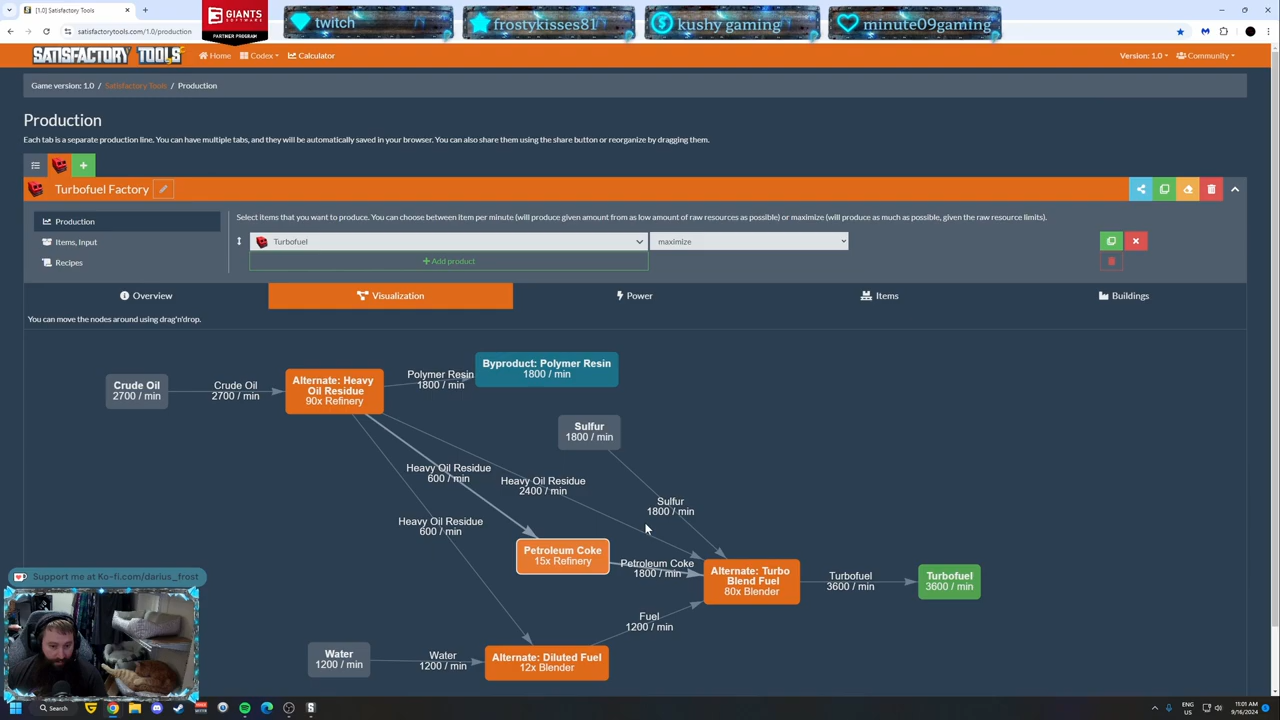 [1.0] Satisfactory Tools
GIANTS
SOFTWARE
PARTNER PROGRAM
twitch
frostykisses81
kushy gaming
minute09gaming
satisfactorytools.com/1.0/production
SATISFACTORY TOOLS
Home
Codex
Calculator
Version: 1.0
Community
Game version: 1.0 / Satisfactory Tools / Production
Production
Each tab is a separate production line. You can have multiple tabs, and they will be automatically saved in your browser. You can also share them using the share button or reorganize by dragging them.
Turbofuel Factory
Production
Items, Input
Recipes
Select items that you want to produce. You can choose between item per minute (will produce given amount from as low amount of raw resources as possible) or maximize (will produce as much as possible, given the raw resource limits).
Turbofuel
maximize
+ Add product
Overview
Visualization
Power
Items
Buildings
You can move the nodes around using drag'n'drop.
Crude Oil
2700 / min
Crude Oil
2700 / min
Alternate: Heavy
Oil Residue
90x Refinery
Polymer Resin
1800 / min
Byproduct: Polymer Resin
1800 / min
Sulfur
1800 / min
Heavy Oil Residue
600 / min
Heavy Oil Residue
2400 / min
Sulfur
1800 / min
Heavy Oil Residue
600 / min
Petroleum Coke
15x Refinery
Petroleum Coke
1800 / min
Alternate: Turbo
Blend Fuel
80x Blender
Turbofuel
3600 / min
Turbofuel
3600 / min
Fuel
1200 / min
Water
1200 / min
Water
1200 / min
Alternate: Diluted Fuel
12x Blender
Support me at Ko-fi.com/darius_frost
Search
ENG
US
11:01 AM
9/16/2024